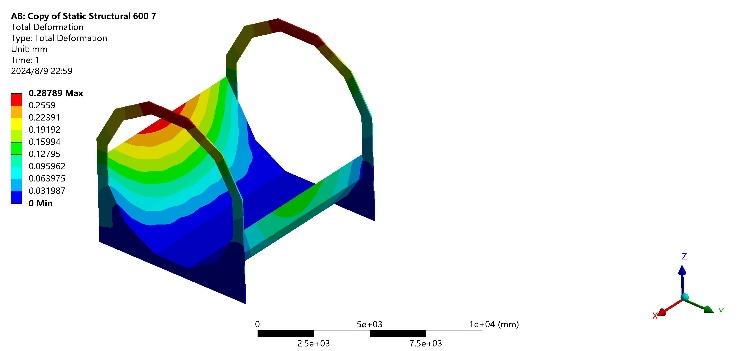 AB: Copy of Static Structural 600 7
Total Deformation
Type: Total Deformation
Unit: mm
Time: 1
2024/8/9 22:59
0.28789 Max
0.2559
0.22391
0.19192
0.15994
0.12795
0.095962
0.063975
0.031987
0 Min
Z
X
Y
0 5e+03 1e+04 (mm)
2.5e+03 7.5e+03